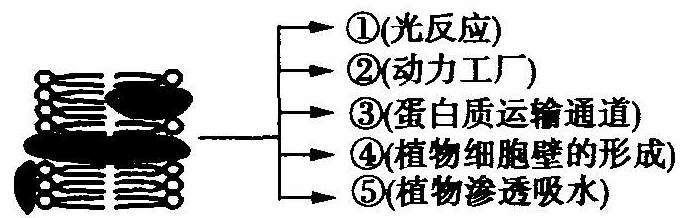 ①(光反应)
②(动力工厂)
③(蛋白质运输通道)
④(植物细胞壁的形成)
⑤(植物渗透吸水)